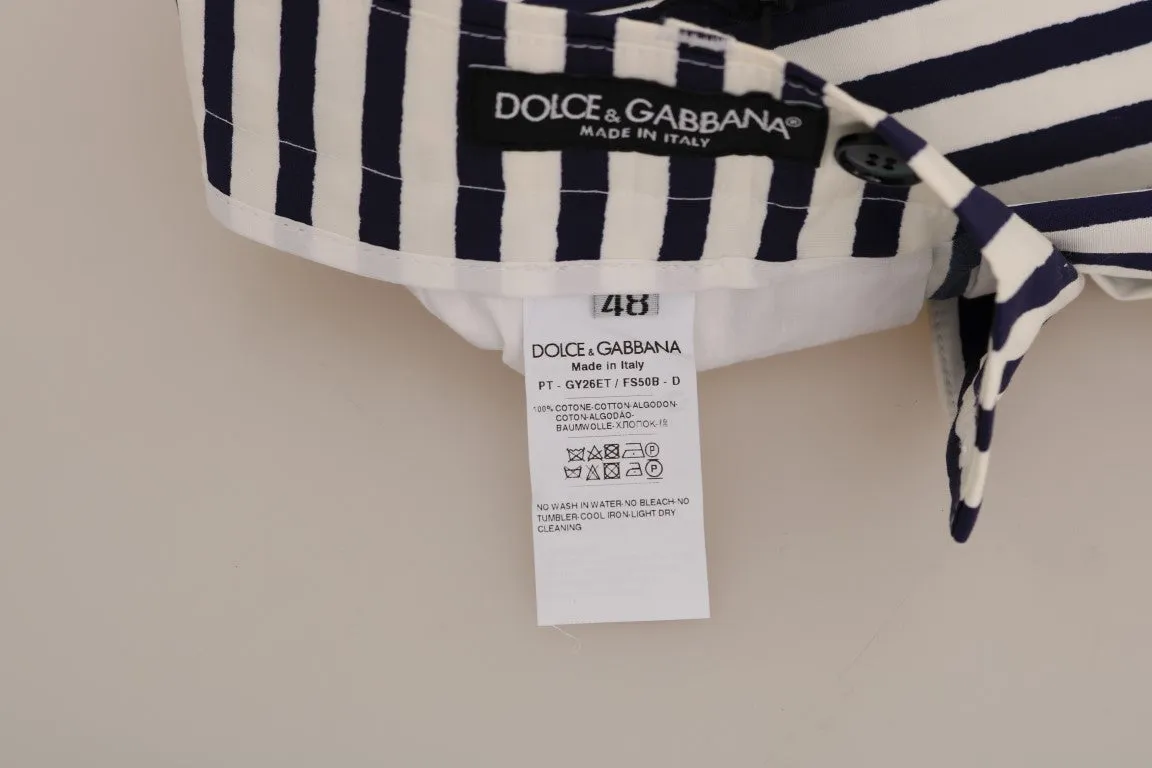 DOLCE & GABBANA®
MADE IN ITALY
48
DOLCE & GABBANA
Made in Italy
PT - GY26ET / FS50B - D
100% COTONE-COTTON-ALGODON-
COTON-ALGODÃO-
BAUMWOLLE-ХЛОПОК-棉
P
P
NO WASH IN WATER-NO BLEACH-NO
TUMBLER-COOL IRON-LIGHT DRY
CLEANING